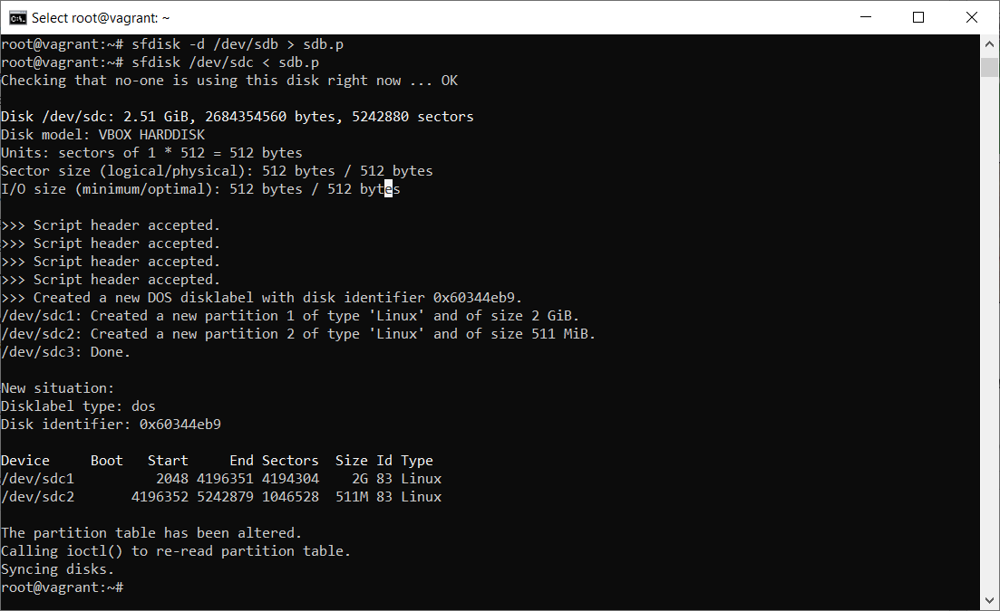 Select root@vagrant: ~
root@vagrant:~# sfdisk -d /dev/sdb > sdb.p
root@vagrant:~# sfdisk /dev/sdc < sdb.p
Checking that no-one is using this disk right now ... OK
Disk /dev/sdc: 2.51 GiB, 2684354560 bytes, 5242880 sectors
Disk model: VBOX HARDDISK
Units: sectors of 1 * 512 = 512 bytes
Sector size (logical/physical): 512 bytes / 512 bytes
I/O size (minimum/optimal): 512 bytes / 512 bytes
>>> Script header accepted.
>>> Script header accepted.
>>> Script header accepted.
>>> Script header accepted.
>>> Created a new DOS disklabel with disk identifier 0x60344eb9.
/dev/sdc1: Created a new partition 1 of type 'Linux' and of size 2 GiB.
/dev/sdc2: Created a new partition 2 of type 'Linux' and of size 511 MiB.
/dev/sdc3: Done.
New situation:
Disklabel type: dos
Disk identifier: 0x60344eb9
Device     Boot   Start     End Sectors  Size Id Type
/dev/sdc1          2048 4196351 4194304    2G 83 Linux
/dev/sdc2       4196352 5242879 1046528  511M 83 Linux
The partition table has been altered.
Calling ioctl() to re-read partition table.
Syncing disks.
root@vagrant:~#